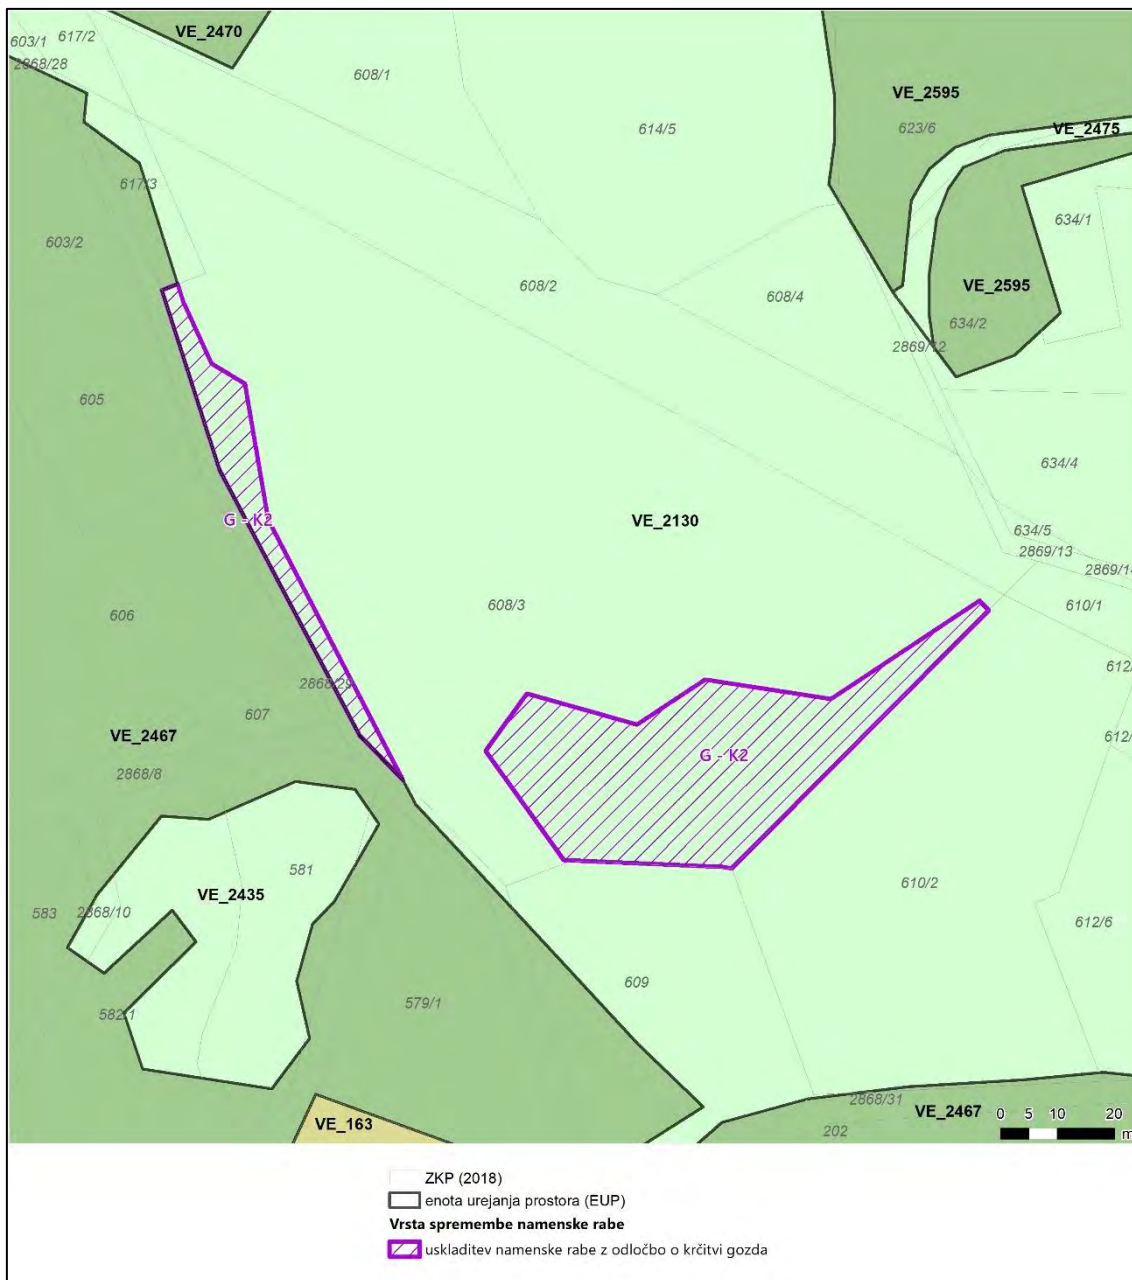 VE_2470
617/2
603/1
2868/28
608/1
614/5
VE_2595
623/6
VE_2475
617/3
603/2
634/1
608/2
608/4
VE_2595
634/2
2869/12
605
634/4
G - K2
VE_2130
634/5
2869/13
2869/14
608/3
610/1
606
612/
2868/29
607
VE_2467
612/
G - K2
2868/8
581
VE_2435
610/2
583
2868/10
612/6
609
579/1
582/1
2868/31
VE_2467
0 5 10 20
m
VE_163
202
ZKP (2018)
enota urejanja prostora (EUP)
Vrsta spremembe namenske rabe
uskladitev namenske rabe z odločbo o krčitvi gozda